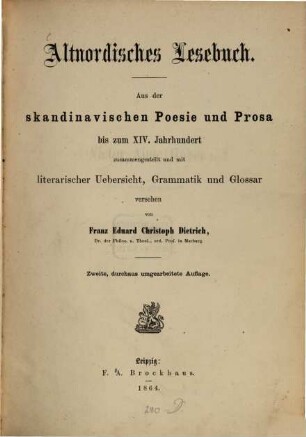 Altnordisches Lesebuch.
Aus der
skandinavischen Poesie und Prosa
bis zum XIV. Jahrhundert
zusammengestellt und mit
literarischer Uebersicht, Grammatik und Glossar
versehen
von
Franz Eduard Christoph Dietrich,
Dr. der Philos. u. Theol., ord. Prof. in Marburg.
Zweite, durchaus umgearbeitete Auflage.
Leipzig:
F. A. Brockhaus.
1864.